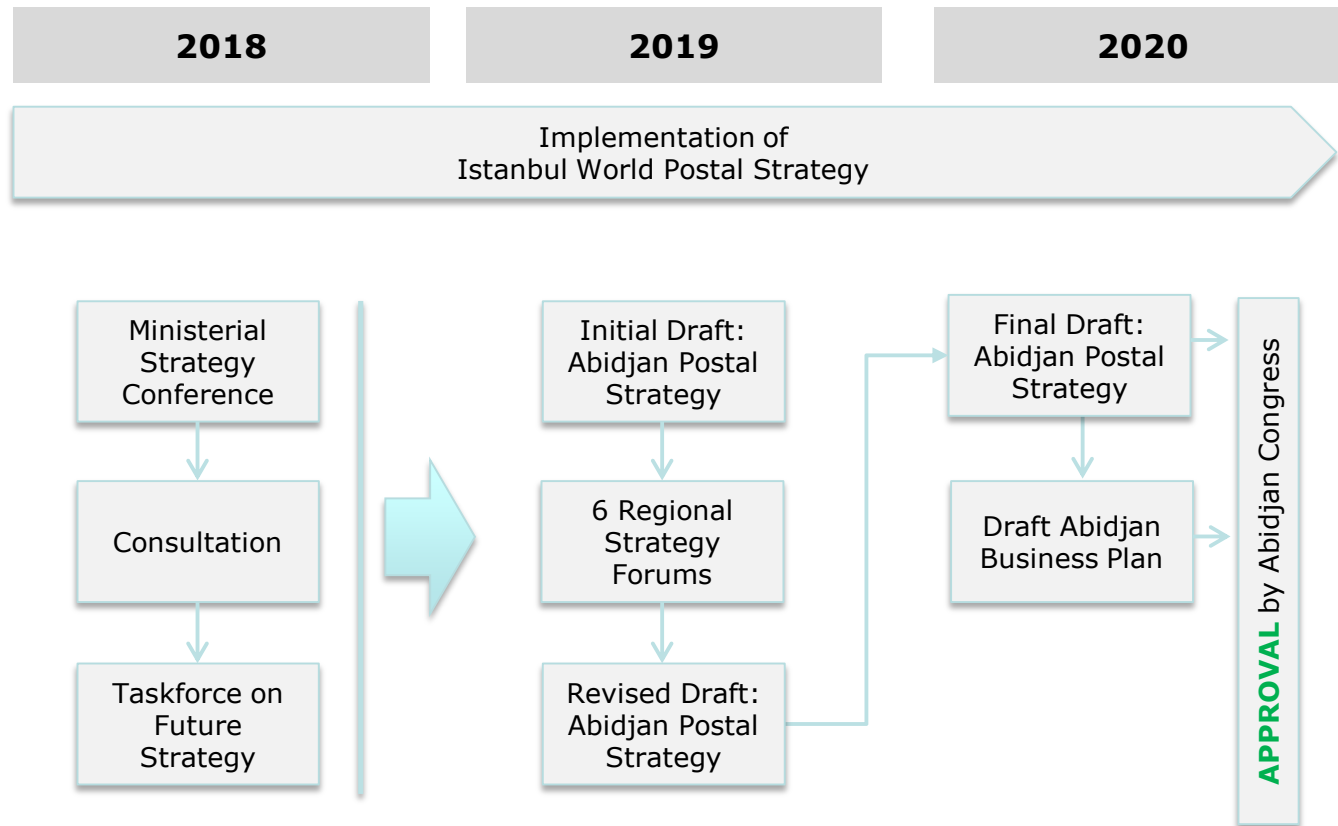 2018
2019
2020
Implementation of
Istanbul World Postal Strategy
Ministerial
Strategy
Conference
Consultation
Taskforce on
Future
Strategy
Initial Draft:
Abidjan Postal
Strategy
6 Regional
Strategy
Forums
Revised Draft:
Abidjan Postal
Strategy
Final Draft:
Abidjan Postal
Strategy
Draft Abidjan
Business Plan
APPROVAL by Abidjan Congress